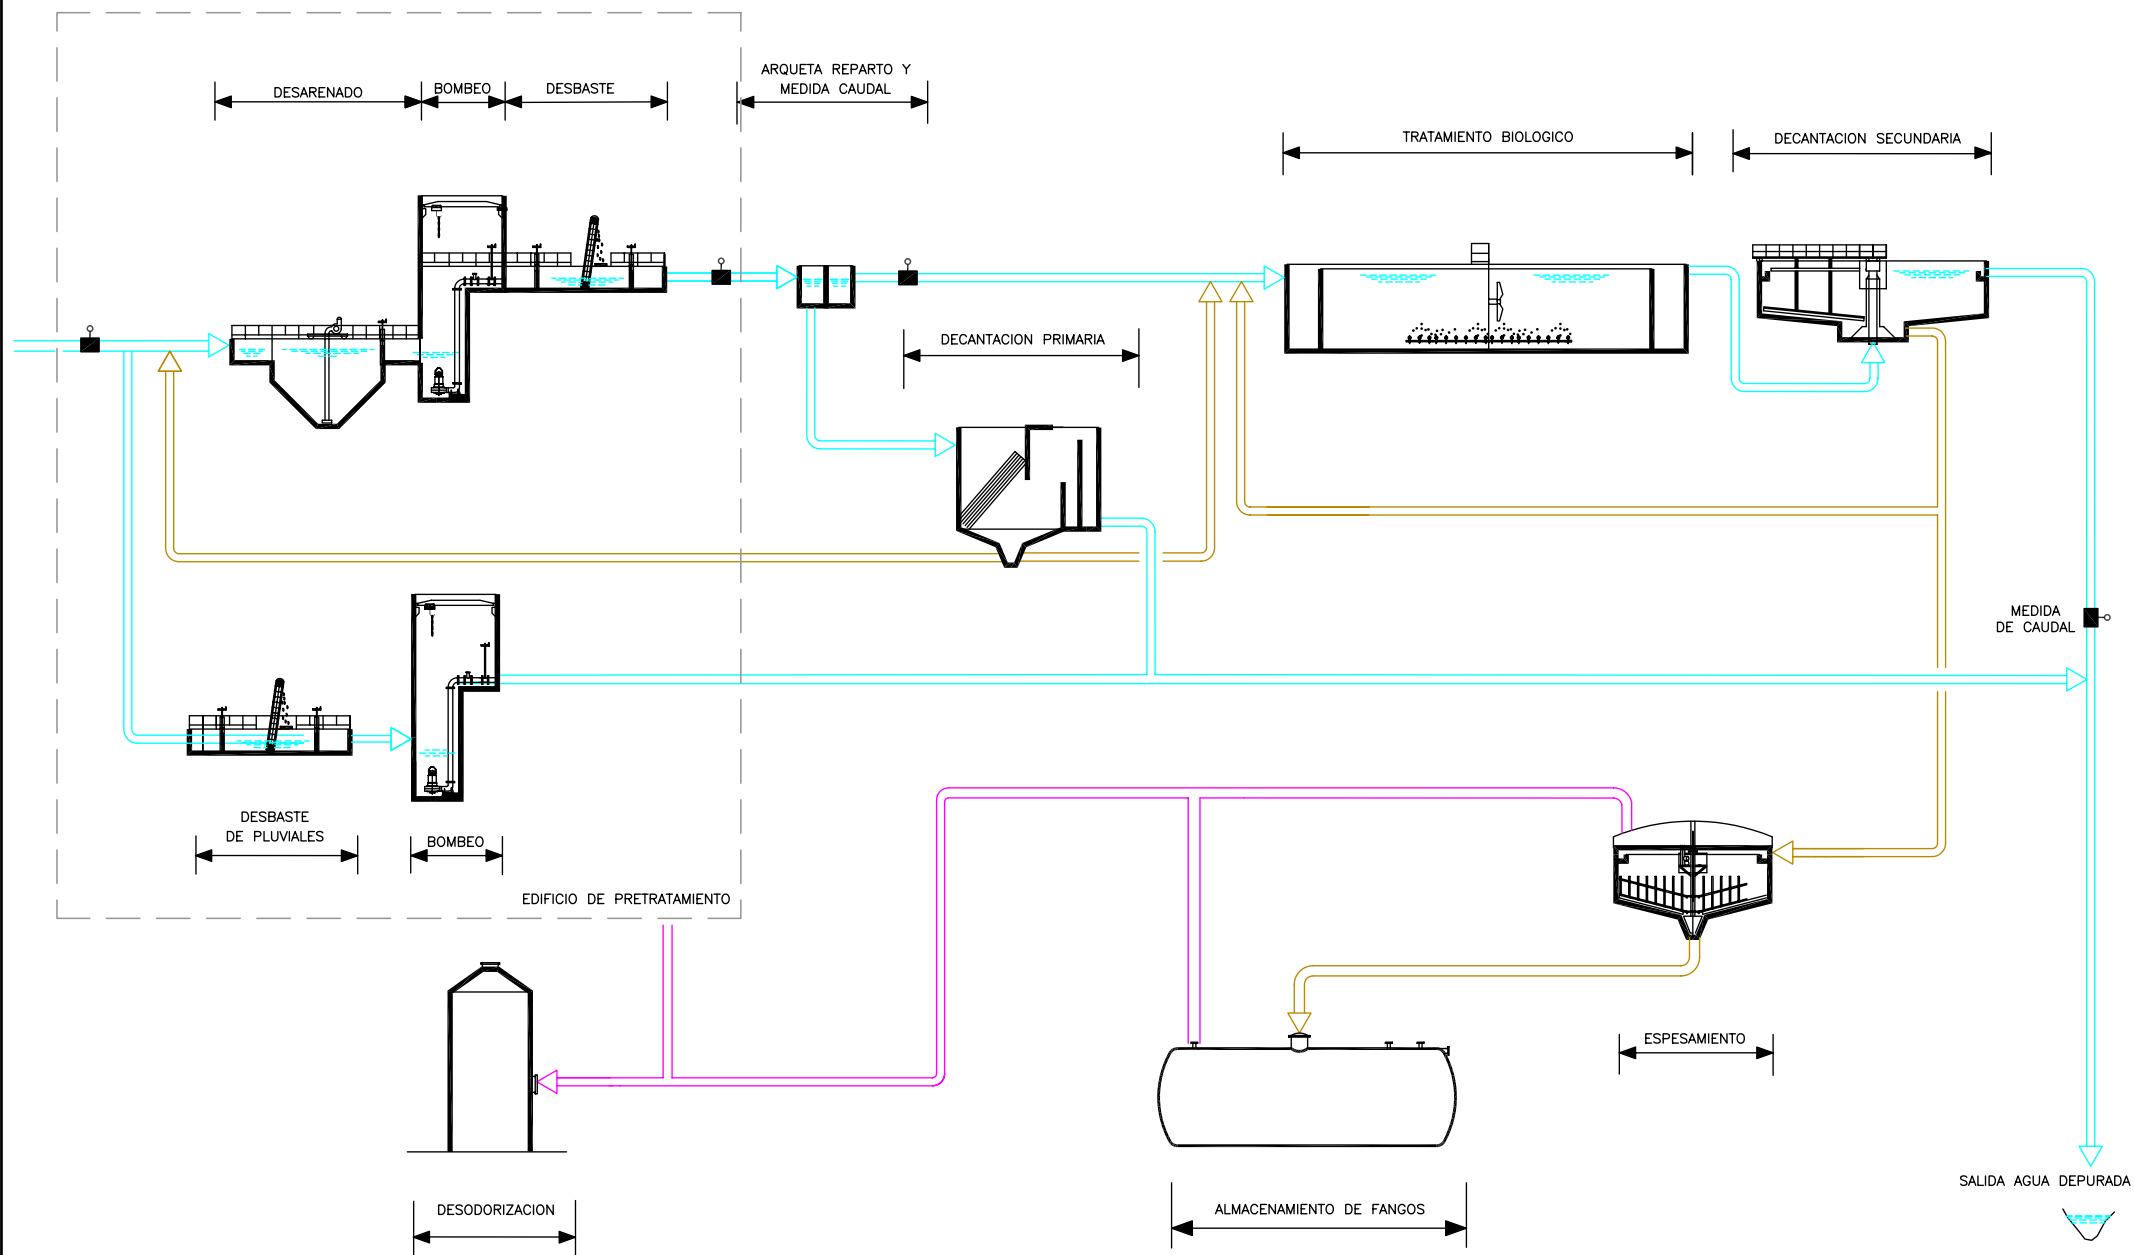 ARQUETA REPARTO Y
MEDIDA CAUDAL
DESARENADO
BOMBEO
DESBASTE
TRATAMIENTO BIOLOGICO
DECANTACION SECUNDARIA
DECANTACION PRIMARIA
MEDIDA
DE CAUDAL
DESBASTE
DE PLUVIALES
BOMBEO
EDIFICIO DE PRETRATAMIENTO
ESPESAMIENTO
SALIDA AGUA DEPURADA
DESODORIZACION
ALMACENAMIENTO DE FANGOS